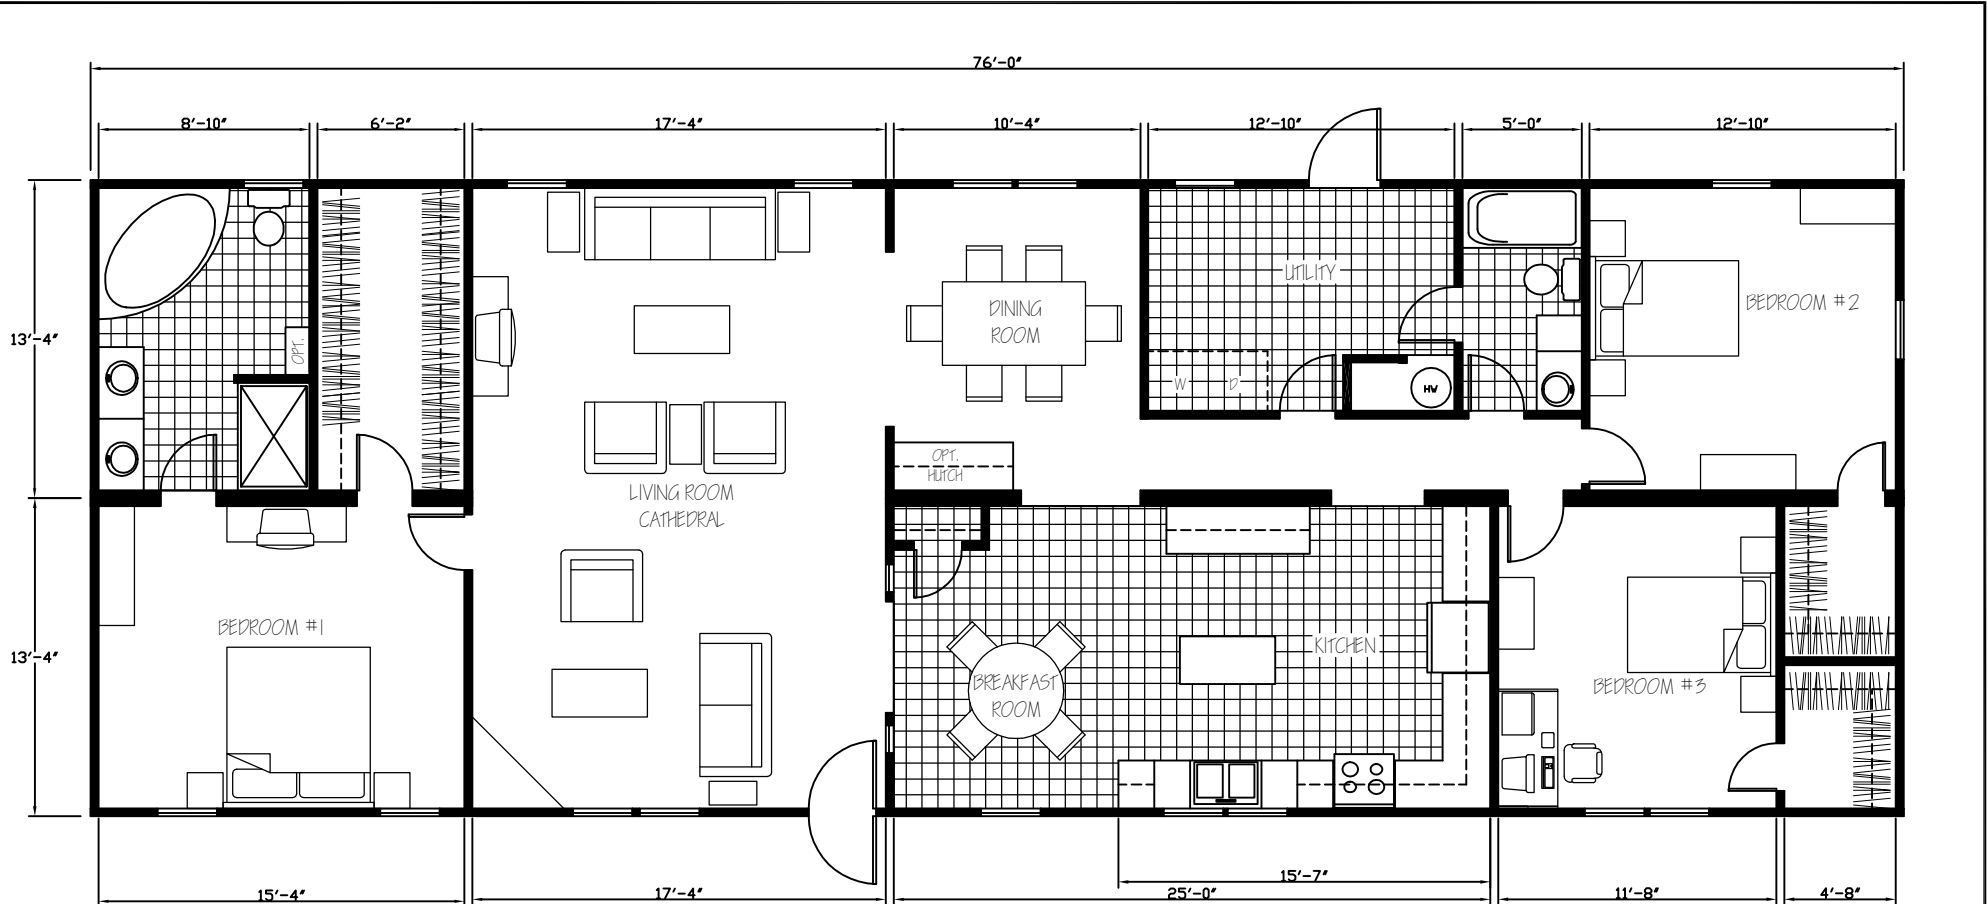 76'-0"
8'-10" 6'-2" 17'-4" 10'-4" 12'-10" 5'-0" 12'-10"
UTILITY
DINING
ROOM
BEDROOM #2
13'-4"
OPT.
W D
HW
OPT.
HUTCH
LIVING ROOM
CATHEDRAL
BEDROOM #1
KITCHEN
13'-4"
BREAKFAST
ROOM
BEDROOM #3
15'-7"
15'-4" 17'-4" 25'-0" 11'-8" 4'-8"